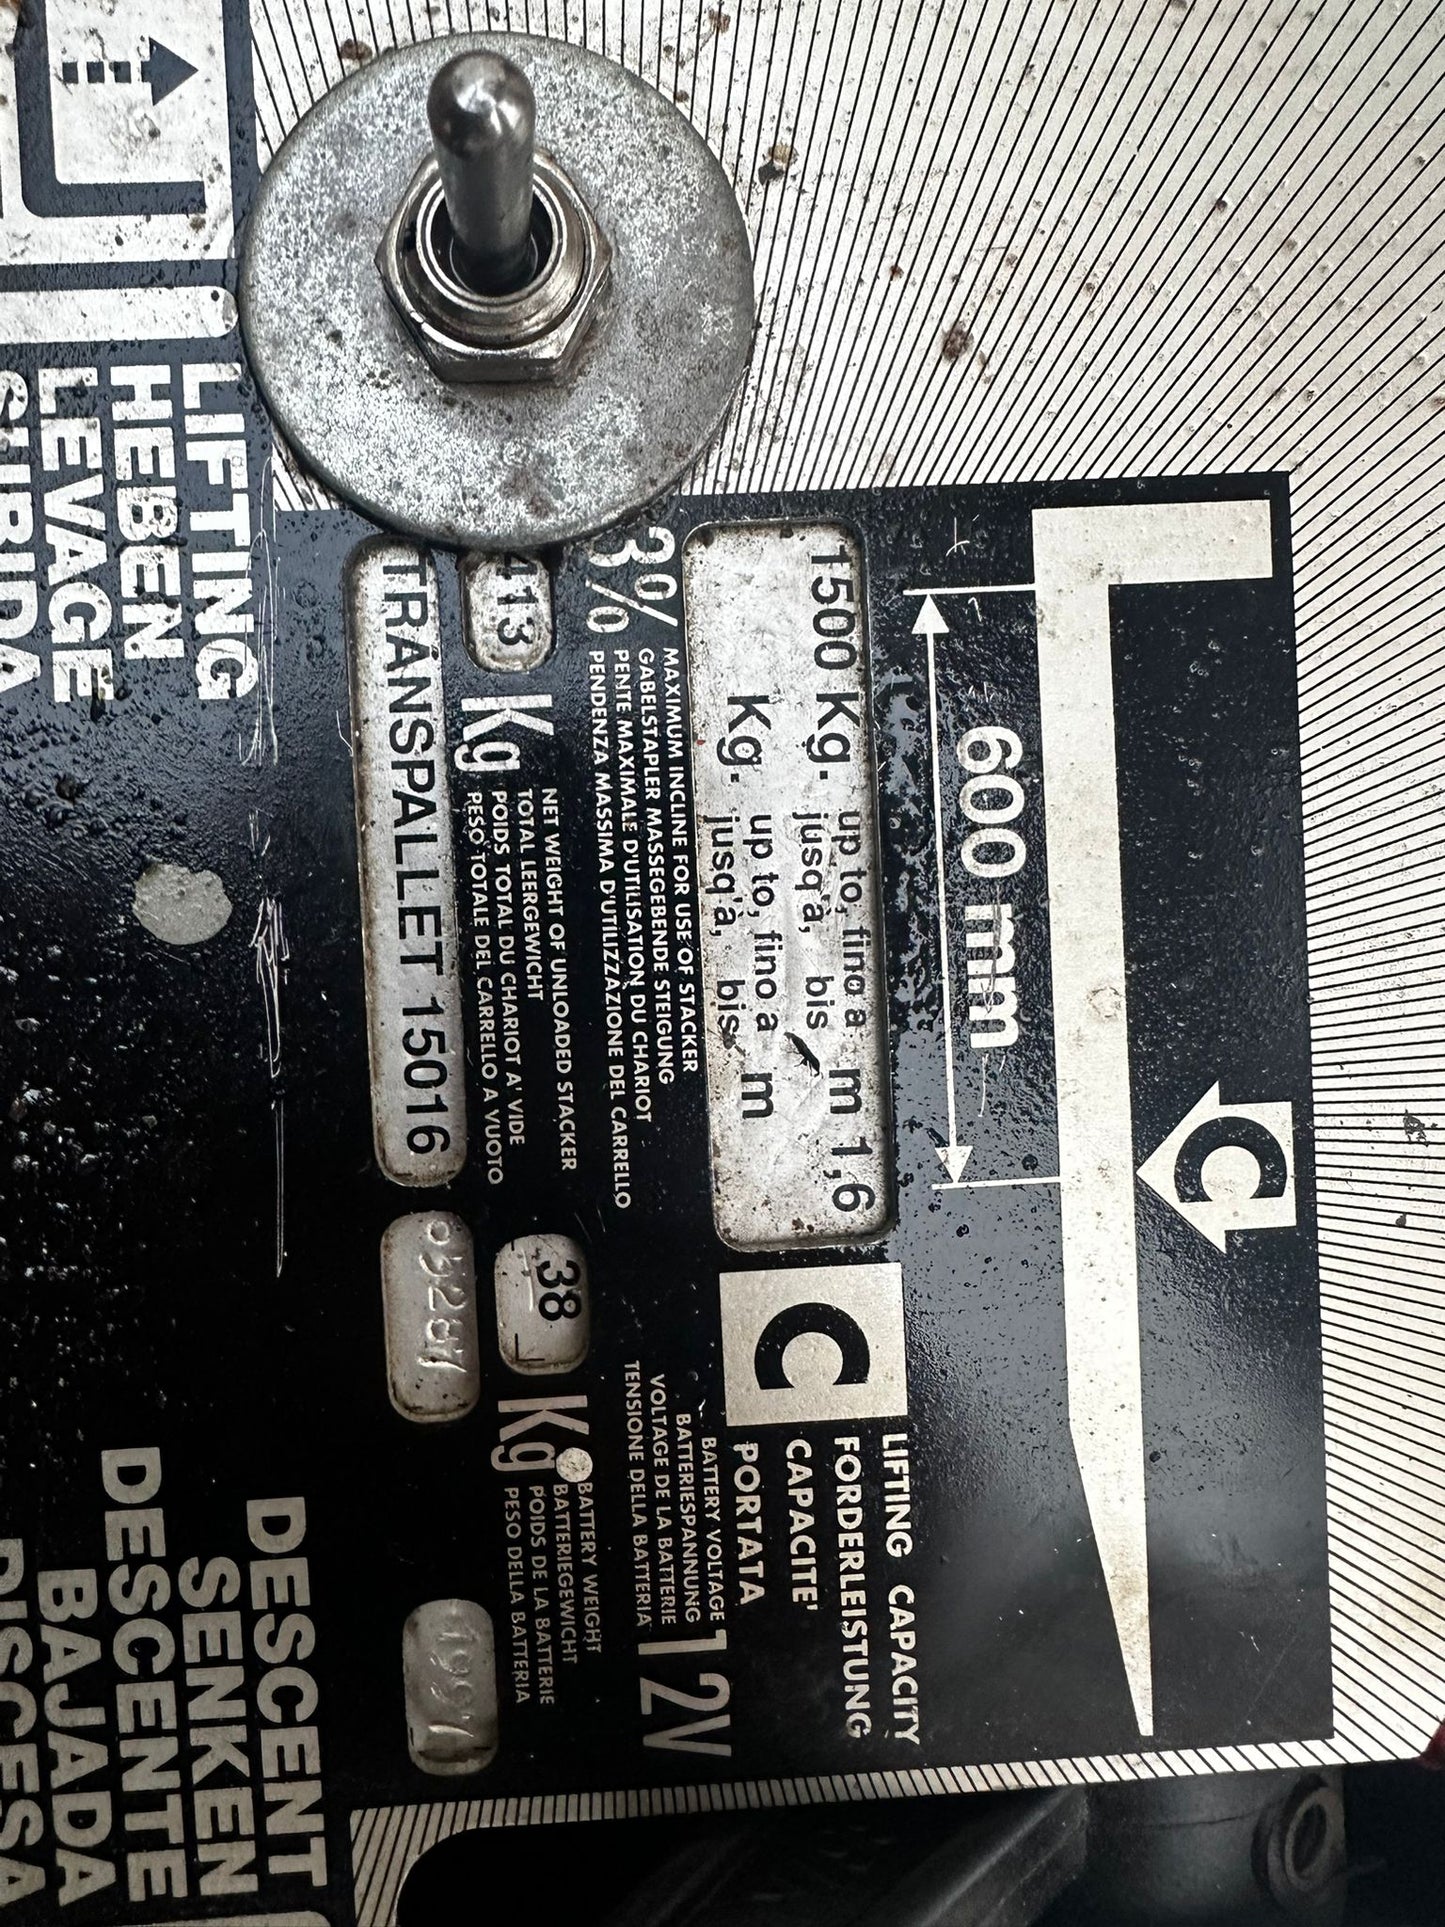 C
600 mm
1500 Kg. up to, fino a m 1,6
jusq'à, bis
Kg. up to, fino a m
jusq'à, bis
C
LIFTING CAPACITY
FORDERLEISTUNG
CAPACITE'
PORTATA
3%
MAXIMUM INCLINE FOR USE OF STACKER
GABELSTAPLER MASSEGEBENDE STEIGUNG
PENTE MAXIMALE D'UTILISATION DU CHARIOT
PENDENZA MASSIMA D'UTILIZZAZIONE DEL CARRELLO
BATTERY VOLTAGE
BATTERIESPANNUNG
VOLTAGE DE LA BATTERIE
TENSIONE DELLA BATTERIA
12V
413 Kg
NET WEIGHT OF UNLOADED STACKER
TOTAL LEERGEWICHT
POIDS TOTAL DU CHARIOT A' VIDE
PESO TOTALE DEL CARRELLO A VUOTO
38 Kg
BATTERY WEIGHT
BATTERIEGEWICHT
POIDS DE LA BATTERIE
PESO DELLA BATTERIA
TRANSPALLET 15016
1997
LIFTING
HEBEN
LEVAGE
SUBIDA
DESCENT
SENKEN
DESCENTE
BAJADA
DISCESA